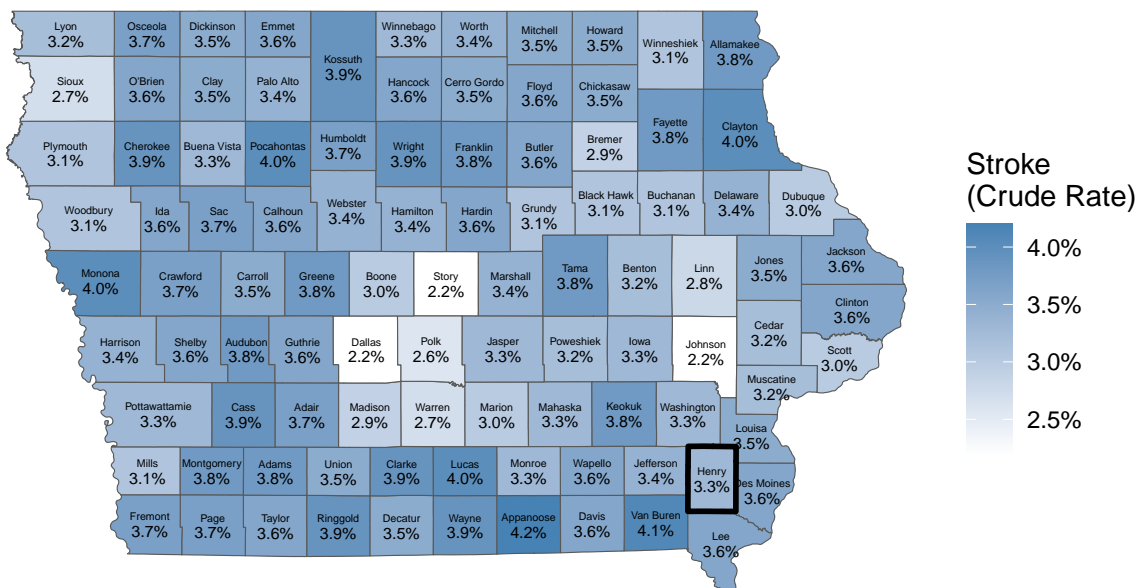 Lyon
3.2%
Osceola
3.7%
Dickinson
3.5%
Emmet
3.6%
Kossuth
3.9%
Winnebago
3.3%
Worth
3.4%
Mitchell
3.5%
Howard
3.5%
Winneshiek
3.1%
Allamakee
3.8%
Sioux
2.7%
O'Brien
3.6%
Clay
3.5%
Palo Alto
3.4%
Hancock
3.6%
Cerro Gordo
3.5%
Floyd
3.6%
Chickasaw
3.5%
Plymouth
3.1%
Cherokee
3.9%
Buena Vista
3.3%
Pocahontas
4.0%
Humboldt
3.7%
Wright
3.9%
Franklin
3.8%
Butler
3.6%
Bremer
2.9%
Fayette
3.8%
Clayton
4.0%
Woodbury
3.1%
Ida
3.6%
Sac
3.7%
Calhoun
3.6%
Webster
3.4%
Hamilton
3.4%
Hardin
3.6%
Grundy
3.1%
Black Hawk
3.1%
Buchanan
3.1%
Delaware
3.4%
Dubuque
3.0%
Monona
4.0%
Crawford
3.7%
Carroll
3.5%
Greene
3.8%
Boone
3.0%
Story
2.2%
Marshall
3.4%
Tama
3.8%
Benton
3.2%
Linn
2.8%
Jones
3.5%
Jackson
3.6%
Clinton
3.6%
Harrison
3.4%
Shelby
3.6%
Audubon
3.8%
Guthrie
3.6%
Dallas
2.2%
Polk
2.6%
Jasper
3.3%
Poweshiek
3.2%
Iowa
3.3%
Johnson
2.2%
Cedar
3.2%
Scott
3.0%
Muscatine
3.2%
Pottawattamie
3.3%
Cass
3.9%
Adair
3.7%
Madison
2.9%
Warren
2.7%
Marion
3.0%
Mahaska
3.3%
Keokuk
3.8%
Washington
3.3%
Louisa
3.5%
Mills
3.1%
Montgomery
3.8%
Adams
3.8%
Union
3.5%
Clarke
3.9%
Lucas
4.0%
Monroe
3.3%
Wapello
3.6%
Jefferson
3.4%
Henry
3.3%
Des Moines
3.6%
Fremont
3.7%
Page
3.7%
Taylor
3.6%
Ringgold
3.9%
Decatur
3.5%
Wayne
3.9%
Appanoose
4.2%
Davis
3.6%
Van Buren
4.1%
Lee
3.6%
Stroke
(Crude Rate)
4.0%
3.5%
3.0%
2.5%